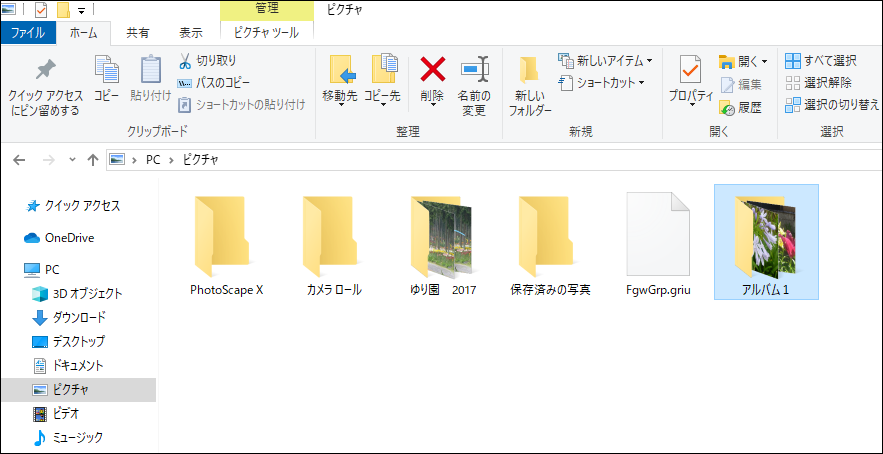 管理
ピクチャ
ファイル
ホーム
共有
表示
ピクチャ ツール
クイック アクセス
にピン留めする
コピー
貼り付け
切り取り
パスのコピー
ショートカットの貼り付け
クリップボード
移動先
コピー先
削除
名前の
変更
整理
新しい
フォルダー
新しいアイテム
ショートカット
新規
プロパティ
開く
編集
履歴
開く
すべて選択
選択解除
選択の切り替え
選択
PC
ピクチャ
クイック アクセス
OneDrive
PC
3D オブジェクト
ダウンロード
デスクトップ
ドキュメント
ピクチャ
ビデオ
ミュージック
PhotoScape X
カメラ ロール
ゆり園 2017
保存済みの写真
FgwGrp.griu
アルバム 1